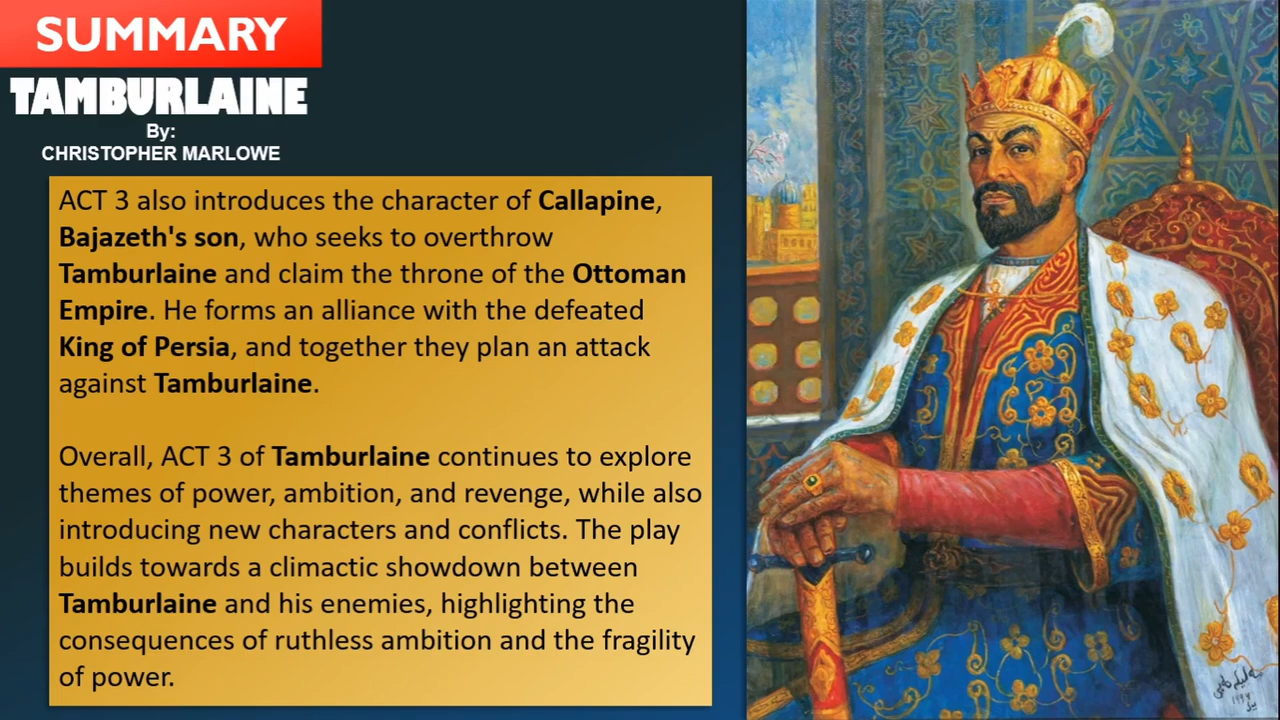 SUMMARY
TAMBURLAINE
By:
CHRISTOPHER MARLOWE
ACT 3 also introduces the character of Callapine,
Bajazeth's son, who seeks to overthrow
Tamburlaine and claim the throne of the Ottoman
Empire. He forms an alliance with the defeated
King of Persia, and together they plan an attack
against Tamburlaine.
Overall, ACT 3 of Tamburlaine continues to explore
themes of power, ambition, and revenge, while also
introducing new characters and conflicts. The play
builds towards a climactic showdown between
Tamburlaine and his enemies, highlighting the
consequences of ruthless ambition and the fragility
of power.